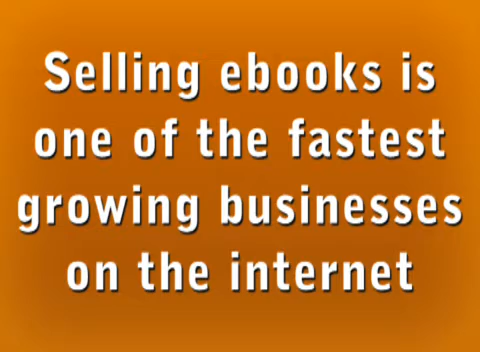 Selling ebooks is
one of the fastest
growing businesses
on the internet